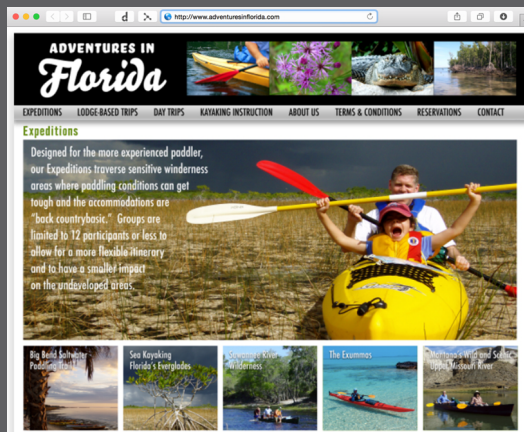 http://www.adventuresinflorida.com
ADVENTURES IN
Florida
EXPEDITIONS LODGE-BASED TRIPS DAY TRIPS KAYAKING INSTRUCTION ABOUT US TERMS & CONDITIONS RESERVATIONS CONTACT
Expeditions
Designed for the more experienced paddler,
our Expeditions traverse sensitive winderness
areas where paddling conditions can get
tough and the accommodations are
"back countrybasic." Groups are
limited to 12 participants or less to
allow for a more flexible itinerary
and to have a smaller impact
on the undeveloped areas.
Big Bend Saltwater
Paddling Trail
Sea Kayaking
Florida's Everglades
Suwannee River
Wilderness
The Exummes
Montana's Wild and Scenic
Upper Missouri River